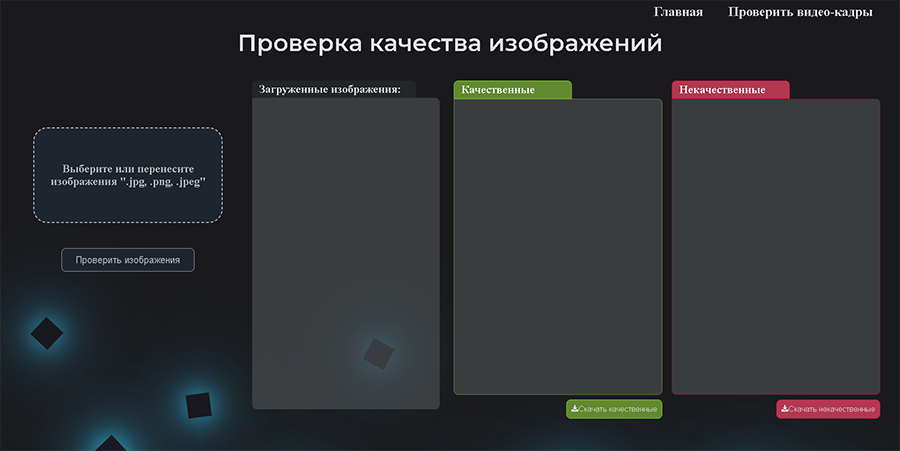 Главная Проверить видео-кадры
Проверка качества изображений
Загруженные изображения:
Качественные
Некачественные
Выберите или перенесите
изображения ".jpg, .png, .jpeg"
Проверить изображения
Скачать качественные
Скачать некачественные